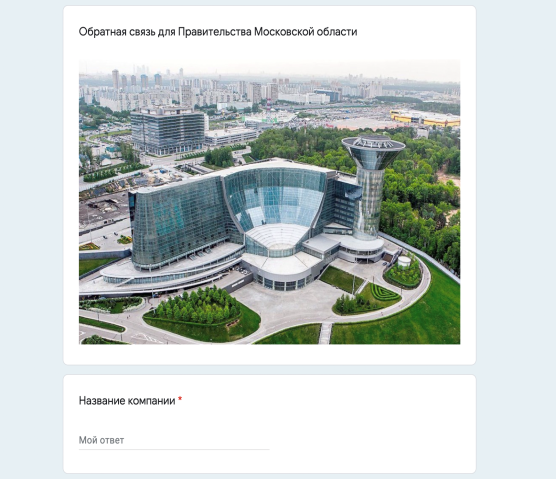 Обратная связь для Правительства Московской области
Название компании *
Мой ответ